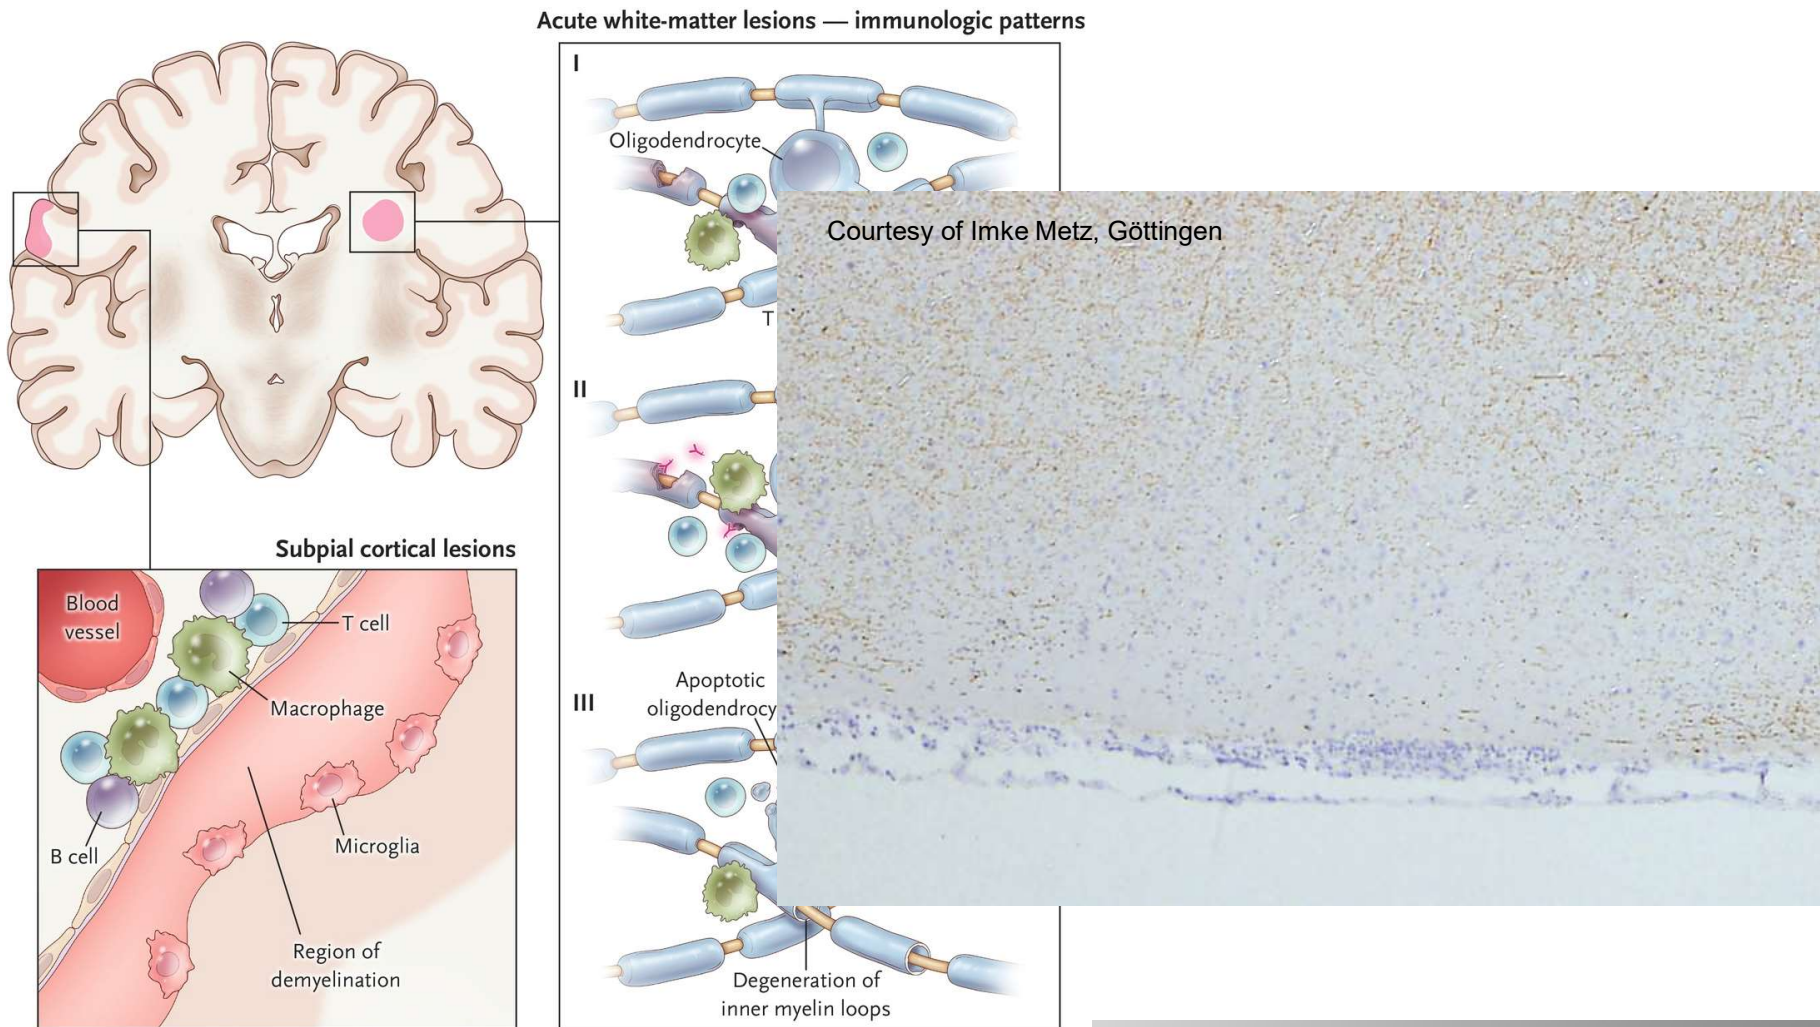 Acute white-matter lesions — immunologic patterns
I
Oligodendrocyte
Courtesy of Imke Metz, Göttingen
T
II
Subpial cortical lesions
Blood
vessel
T cell
Macrophage
Microglia
B cell
Region of
demyelination
III
Apoptotic
oligodendrocy
Degeneration of
inner myelin loops